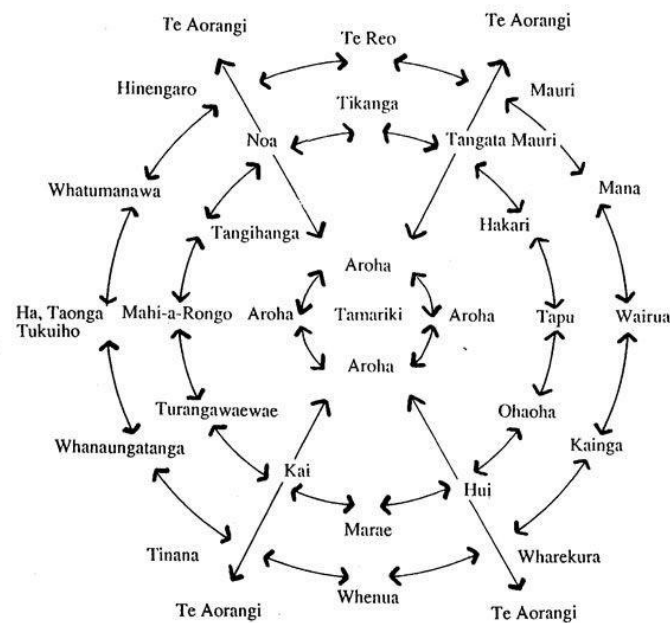 Te Aorangi
Te Aorangi
Te Reo
Hinengaro
Mauri
Tikanga
Noa
Tangata Mauri
Whatumanawa
Mana
Tangihanga
Hakari
Aroha
Ha, Taonga
Tukuiho
Mahi-a-Rongo
Aroha
Tamariki
Aroha
Tapu
Wairua
Aroha
Turangawaewae
Ohaoha
Whanaungatanga
Kainga
Kai
Hui
Marae
Tinana
Wharekura
Whenua
Te Aorangi
Te Aorangi